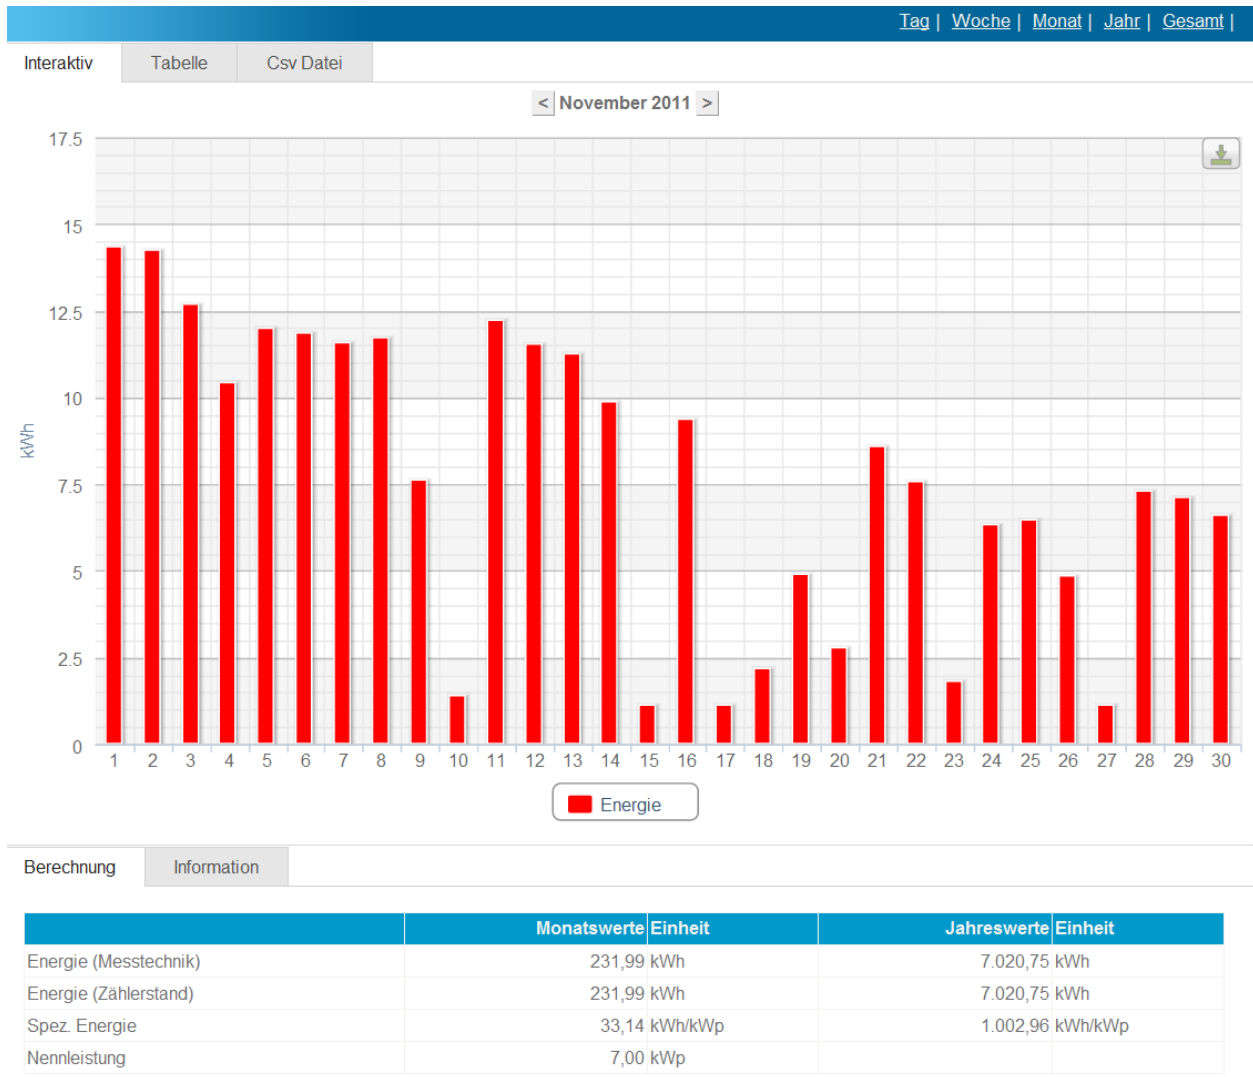 Tag | Woche | Monat | Jahr | Gesamt |
Interaktiv Tabelle Csv Datei
< November 2011 >
17.5
15
12.5
10
7.5
5
2.5
0
kWh
1 2 3 4 5 6 7 8 9 10 11 12 13 14 15 16 17 18 19 20 21 22 23 24 25 26 27 28 29 30
Energie
Berechnung Information
Monatswerte Einheit Jahreswerte Einheit
Energie (Messtechnik) 231,99 kWh 7.020,75 kWh
Energie (Zählerstand) 231,99 kWh 7.020,75 kWh
Spez. Energie 33,14 kWh/kWp 1.002,96 kWh/kWp
Nennleistung 7,00 kWp